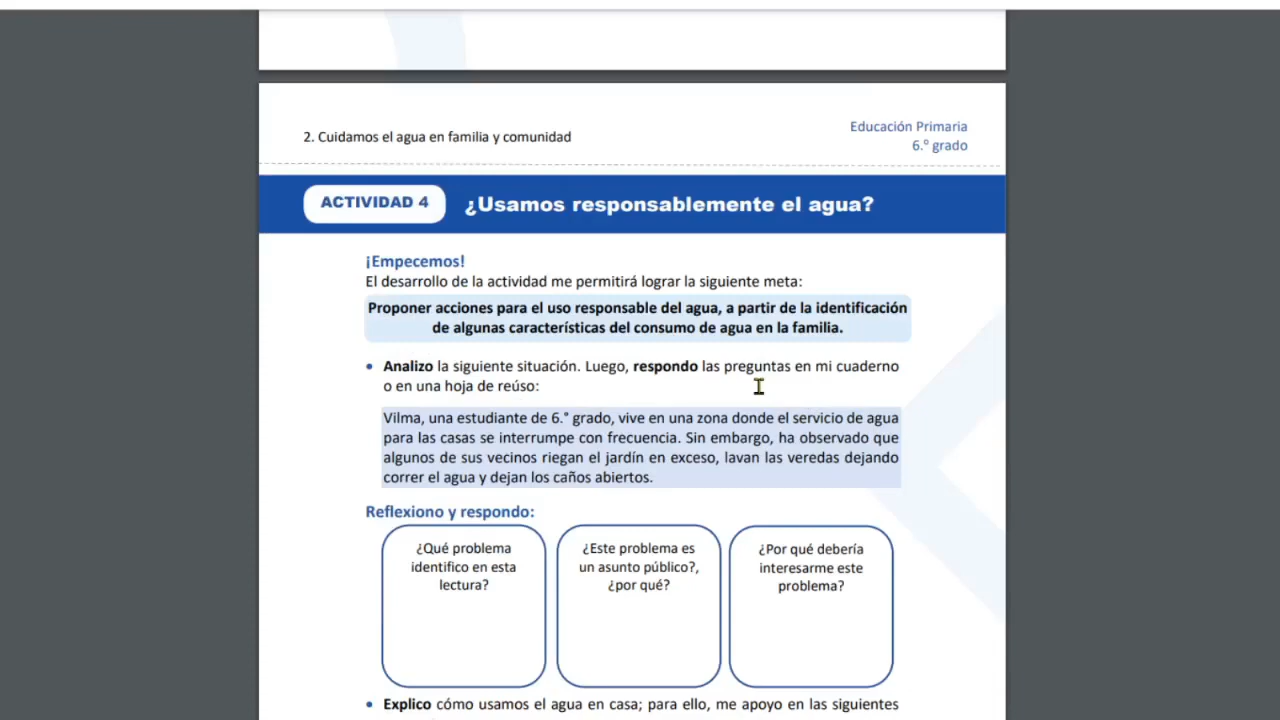 2. Cuidamos el agua en familia y comunidad
Educación Primaria
6.° grado
ACTIVIDAD 4
¿Usamos responsablemente el agua?
¡Empecemos!
El desarrollo de la actividad me permitirá lograr la siguiente meta:
Proponer acciones para el uso responsable del agua, a partir de la identificación
de algunas características del consumo de agua en la familia.
• Analizo la siguiente situación. Luego, respondo las preguntas en mi cuaderno
o en una hoja de reúso:
Vilma, una estudiante de 6.° grado, vive en una zona donde el servicio de agua
para las casas se interrumpe con frecuencia. Sin embargo, ha observado que
algunos de sus vecinos riegan el jardín en exceso, lavan las veredas dejando
correr el agua y dejan los caños abiertos.
Reflexiono y respondo:
¿Qué problema
identifico en esta
lectura?
¿Este problema es
un asunto público?,
¿por qué?
¿Por qué debería
interesarme este
problema?
• Explico cómo usamos el agua en casa; para ello, me apoyo en las siguientes